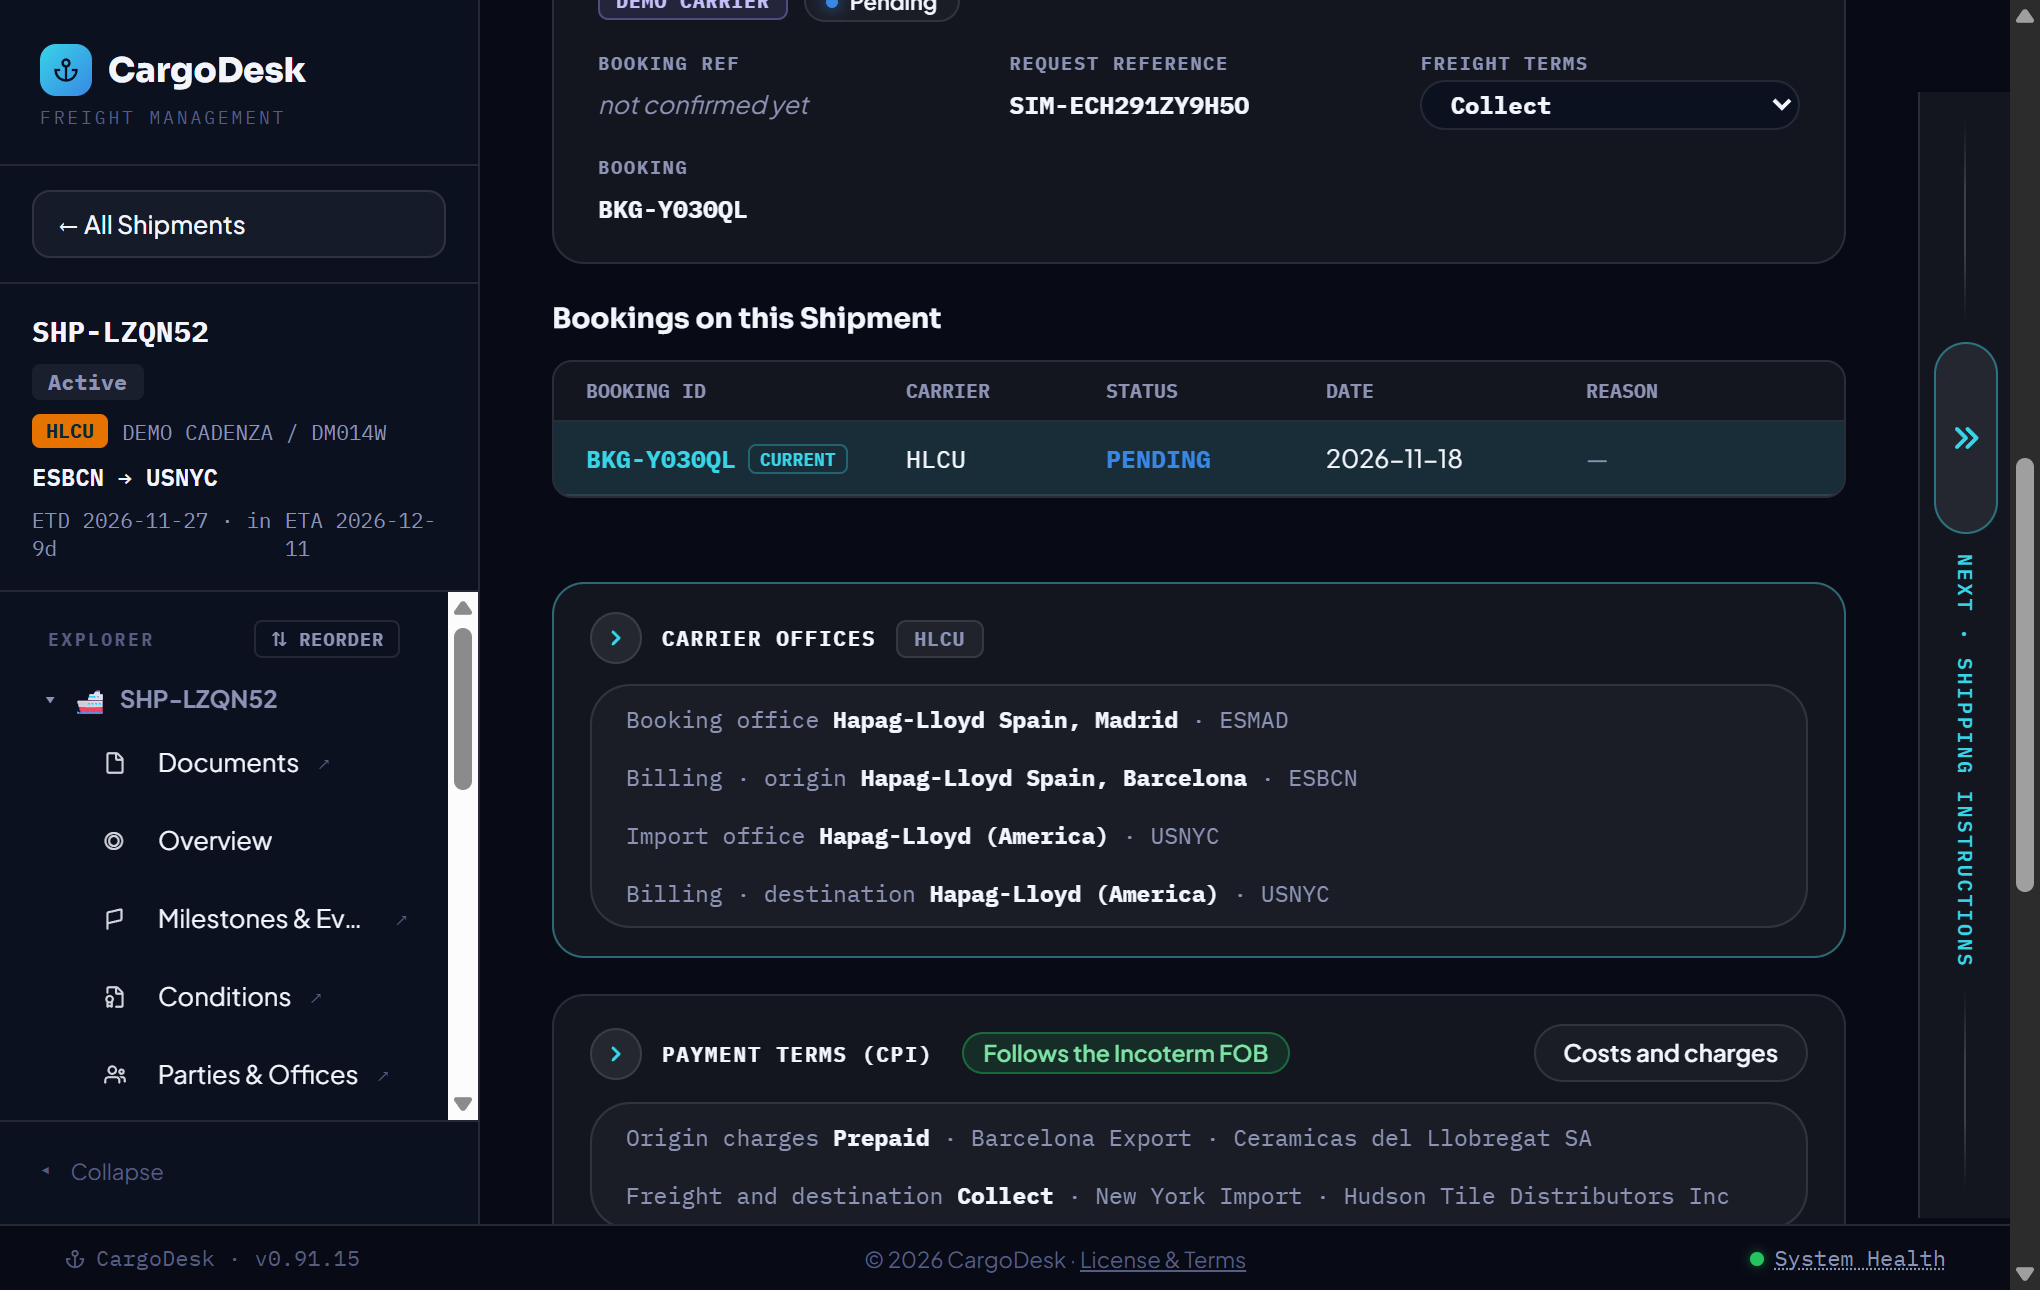 CargoDesk
FREIGHT MANAGEMENT
← All Shipments
SHP-LZQN52
Active
HLCU DEMO CADENZA / DM014W
ESBCN → USNYC
ETD 2026-11-27 · in 9d
ETA 2026-12-11
EXPLORER
⇅ REORDER
SHP-LZQN52
Documents ↗
Overview
Milestones & Ev... ↗
Conditions ↗
Parties & Offices ↗
Collapse
DEMO CARRIER
Pending
BOOKING REF
not confirmed yet
REQUEST REFERENCE
SIM-ECH291ZY9H5O
FREIGHT TERMS
Collect
BOOKING
BKG-Y030QL
Bookings on this Shipment
BOOKING ID CARRIER STATUS DATE REASON
BKG-Y030QL CURRENT HLCU PENDING 2026-11-18 —
CARRIER OFFICES HLCU
Booking office Hapag-Lloyd Spain, Madrid · ESMAD
Billing · origin Hapag-Lloyd Spain, Barcelona · ESBCN
Import office Hapag-Lloyd (America) · USNYC
Billing · destination Hapag-Lloyd (America) · USNYC
PAYMENT TERMS (CPI) Follows the Incoterm FOB Costs and charges
Origin charges Prepaid · Barcelona Export · Ceramicas del Llobregat SA
Freight and destination Collect · New York Import · Hudson Tile Distributors Inc
NEXT · SHIPPING INSTRUCTIONS
CargoDesk · v0.91.15
© 2026 CargoDesk · License & Terms
System Health